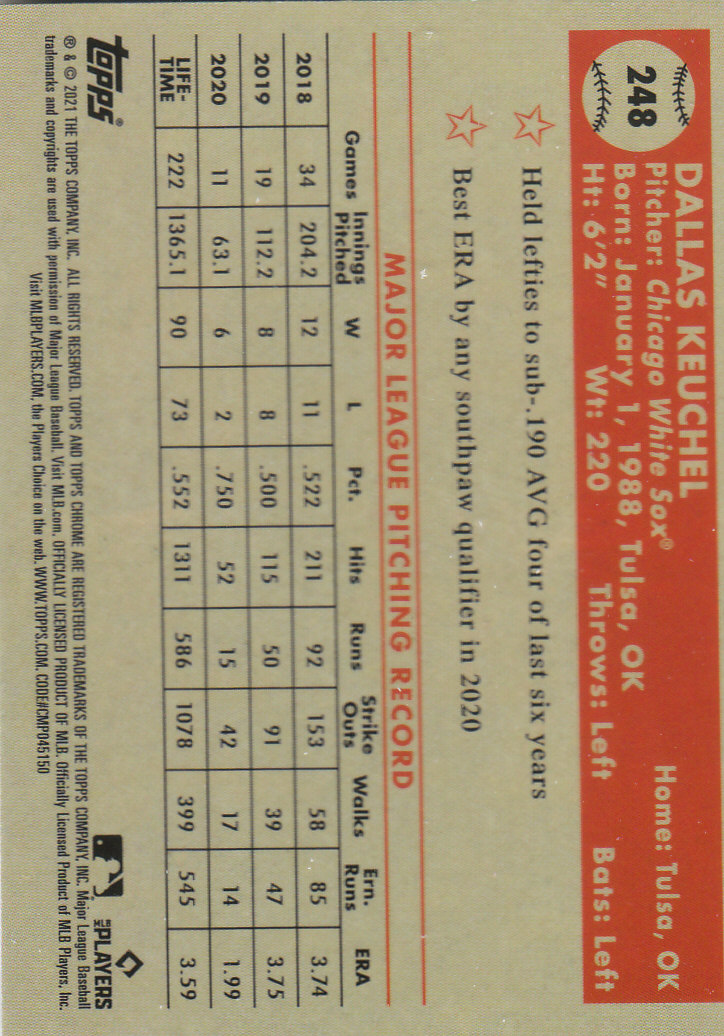 248
DALLAS KEUCHEL
Pitcher: Chicago White Sox® Home: Tulsa, OK
Born: January 1, 1988, Tulsa, OK
Ht: 6'2" Wt: 220 Throws: Left Bats: Left
Held lefties to sub-.190 AVG four of last six years
Best ERA by any southpaw qualifier in 2020
MAJOR LEAGUE PITCHING RECORD
Games Innings Pitched W L Pct. Hits Runs Strike Outs Walks Ern. Runs ERA
2018 34 204.2 12 11 .522 211 92 153 58 85 3.74
2019 19 112.2 8 8 .500 115 50 91 39 47 3.75
2020 11 63.1 6 2 .750 52 15 42 17 14 1.99
LIFE-TIME 222 1365.1 90 73 .552 1311 586 1078 399 545 3.59
topps® MLB PLAYERS
® & © 2021 THE TOPPS COMPANY, INC. ALL RIGHTS RESERVED. TOPPS AND TOPPS CHROME ARE REGISTERED TRADEMARKS OF THE TOPPS COMPANY, INC. Major League Baseball
trademarks and copyrights are used with permission of Major League Baseball. Visit MLB.com. OFFICIALLY LICENSED PRODUCT OF MLB. Officially Licensed Product of MLB Players, Inc.
Visit MLBPLAYERS.COM, the Players Choice on the web. WWW.TOPPS.COM. CODE#CMP045150